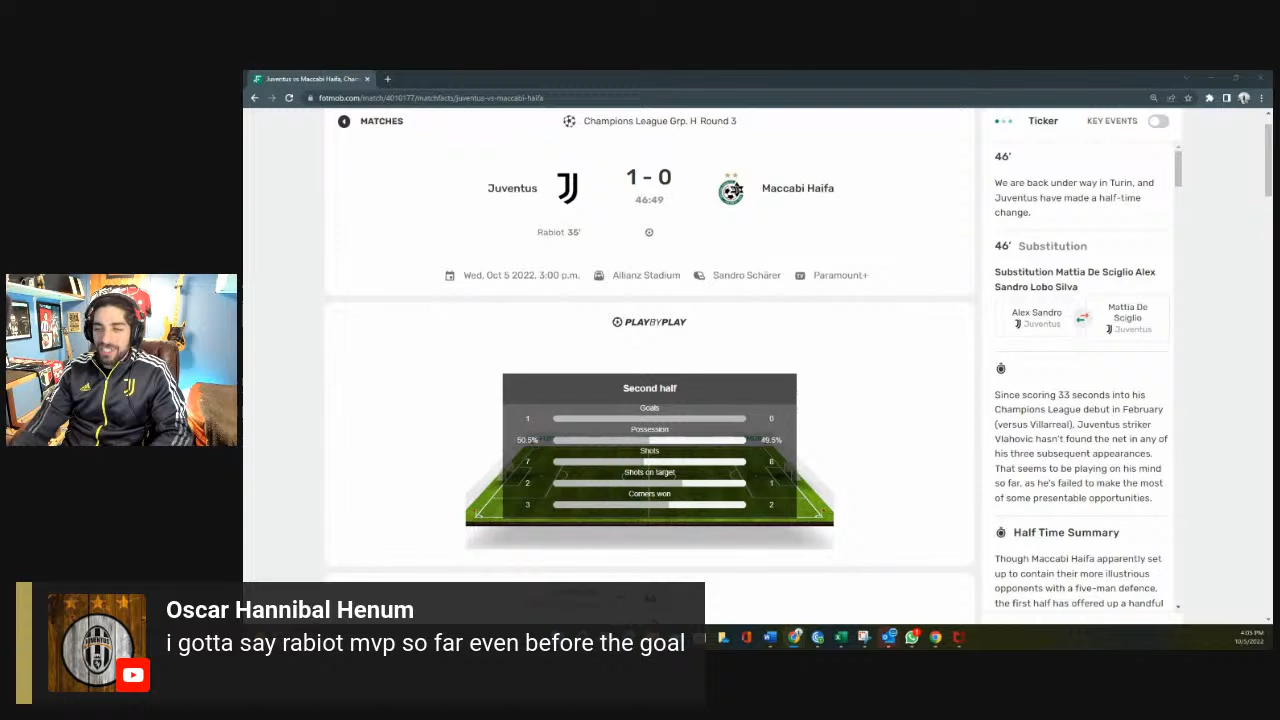 Juventus vs Maccabi Haifa, Cham
fotmob.com/match/4010177/matchfacts/juventus-vs-maccabi-haifa
MATCHES
Champions League Grp. H Round 3
Juventus
1 - 0
46:49
Maccabi Haifa
Rabiot 35'
Wed, Oct 5 2022, 3:00 p.m.
Allianz Stadium
Sandro Schärer
Paramount+
PLAYBYPLAY
Second half
Goals
1 0
Possession
50.5% 49.5%
Shots
7 8
Shots on target
2 1
Corners won
3 2
Ticker
KEY EVENTS
46'
We are back under way in Turin, and
Juventus have made a half-time
change.
46' Substitution
Substitution Mattia De Sciglio Alex
Sandro Lobo Silva
Alex Sandro
Juventus
Mattia De
Sciglio
Juventus
Since scoring 33 seconds into his
Champions League debut in February
(versus Villarreal), Juventus striker
Vlahovic hasn't found the net in any of
his three subsequent appearances.
That seems to be playing on his mind
so far, as he's failed to make the most
of some presentable opportunities.
Half Time Summary
Though Maccabi Haifa apparently set
up to contain their more illustrious
opponents with a five-man defence,
the first half has offered up a handful
4:05 PM
10/5/2022
Oscar Hannibal Henum
i gotta say rabiot mvp so far even before the goal